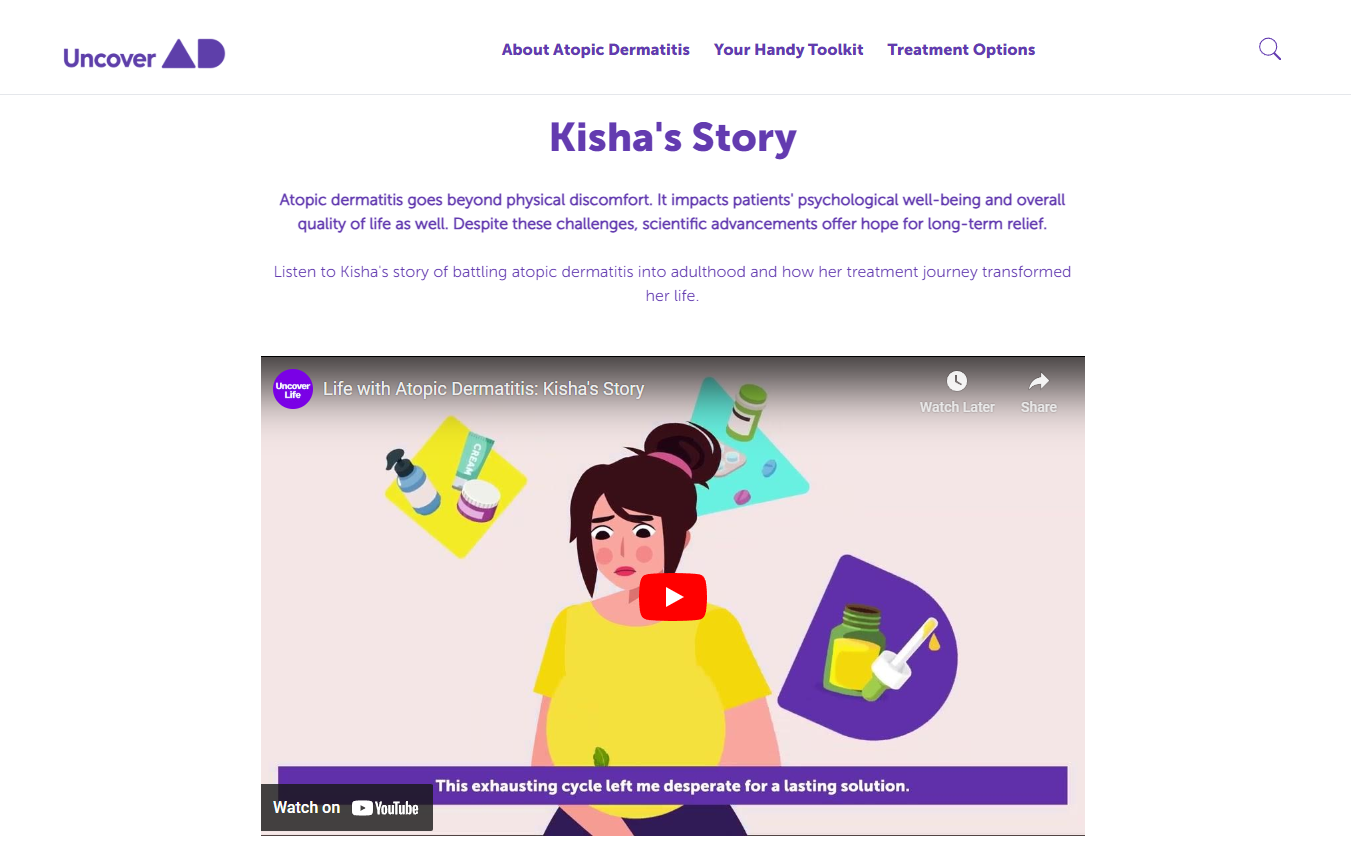 Uncover AD
About Atopic Dermatitis
Your Handy Toolkit
Treatment Options
Kisha's Story
Atopic dermatitis goes beyond physical discomfort. It impacts patients' psychological well-being and overall
quality of life as well. Despite these challenges, scientific advancements offer hope for long-term relief.
Listen to Kisha's story of battling atopic dermatitis into adulthood and how her treatment journey transformed
her life.
Uncover
Life
Life with Atopic Dermatitis: Kisha's Story
Watch Later
Share
CREAM
This exhausting cycle left me desperate for a lasting solution.
Watch on YouTube